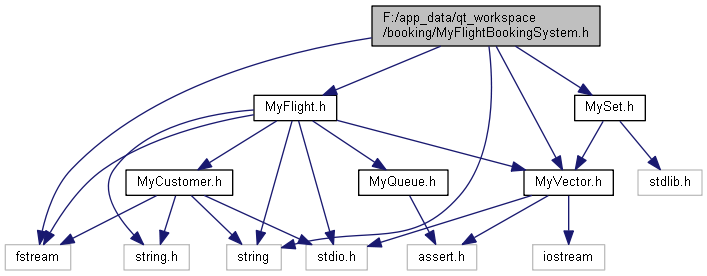 F:/app_data/qt_workspace
/booking/MyFlightBookingSystem.h
MyFlight.h
MySet.h
MyCustomer.h
MyQueue.h
MyVector.h
stdlib.h
fstream
string.h
string
stdio.h
assert.h
iostream